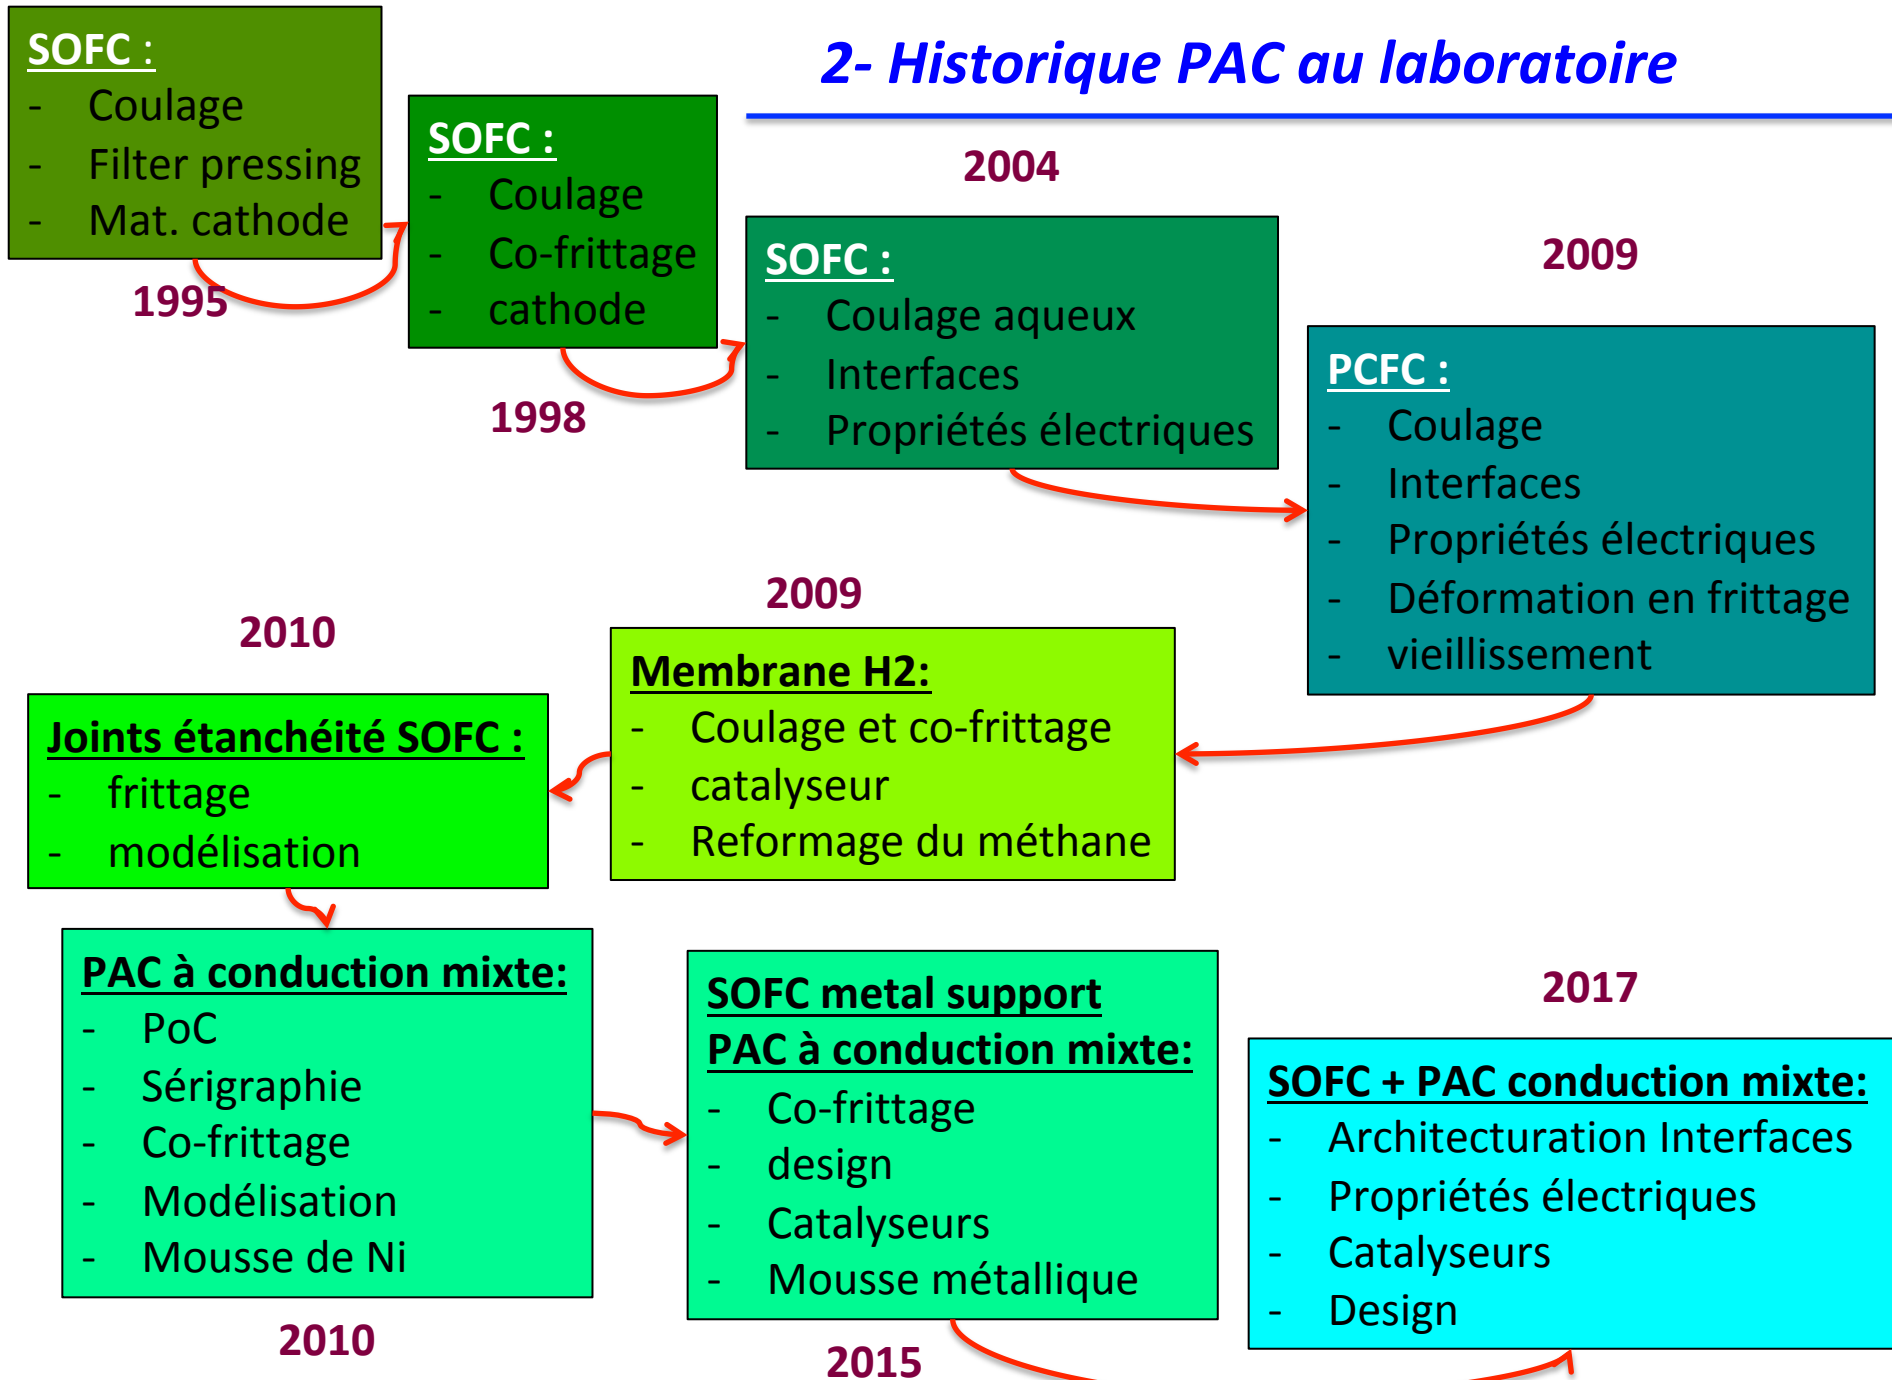 2- Historique PAC au laboratoire
SOFC :
- Coulage
- Filter pressing
- Mat. cathode
1995
SOFC :
- Coulage
- Co-frittage
- cathode
1998
2004
SOFC :
- Coulage aqueux
- Interfaces
- Propriétés électriques
2009
PCFC :
- Coulage
- Interfaces
- Propriétés électriques
- Déformation en frittage
- vieillissement
2009
Membrane H2:
- Coulage et co-frittage
- catalyseur
- Reformage du méthane
2010
Joints étanchéité SOFC :
- frittage
- modélisation
PAC à conduction mixte:
- PoC
- Sérigraphie
- Co-frittage
- Modélisation
- Mousse de Ni
2010
SOFC metal support
PAC à conduction mixte:
- Co-frittage
- design
- Catalyseurs
- Mousse métallique
2015
2017
SOFC + PAC conduction mixte:
- Architecturation Interfaces
- Propriétés électriques
- Catalyseurs
- Design